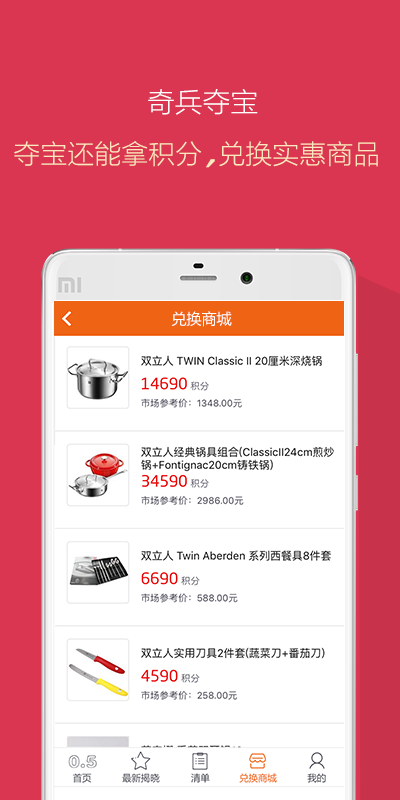 奇兵夺宝
夺宝还能拿积分,兑换实惠商品
MI
兑换商城
双立人 TWIN Classic II 20厘米深烧锅
14690 积分
市场参考价：1348.00元
双立人经典锅具组合(ClassicII24cm煎炒
锅+Fontignac20cm铸铁锅)
34590 积分
市场参考价：2986.00元
双立人 Twin Aberden 系列西餐具8件套
6690 积分
市场参考价：588.00元
双立人实用刀具2件套(蔬菜刀+番茄刀)
4590 积分
市场参考价：258.00元
0.5
首页 最新揭晓 清单 兑换商城 我的